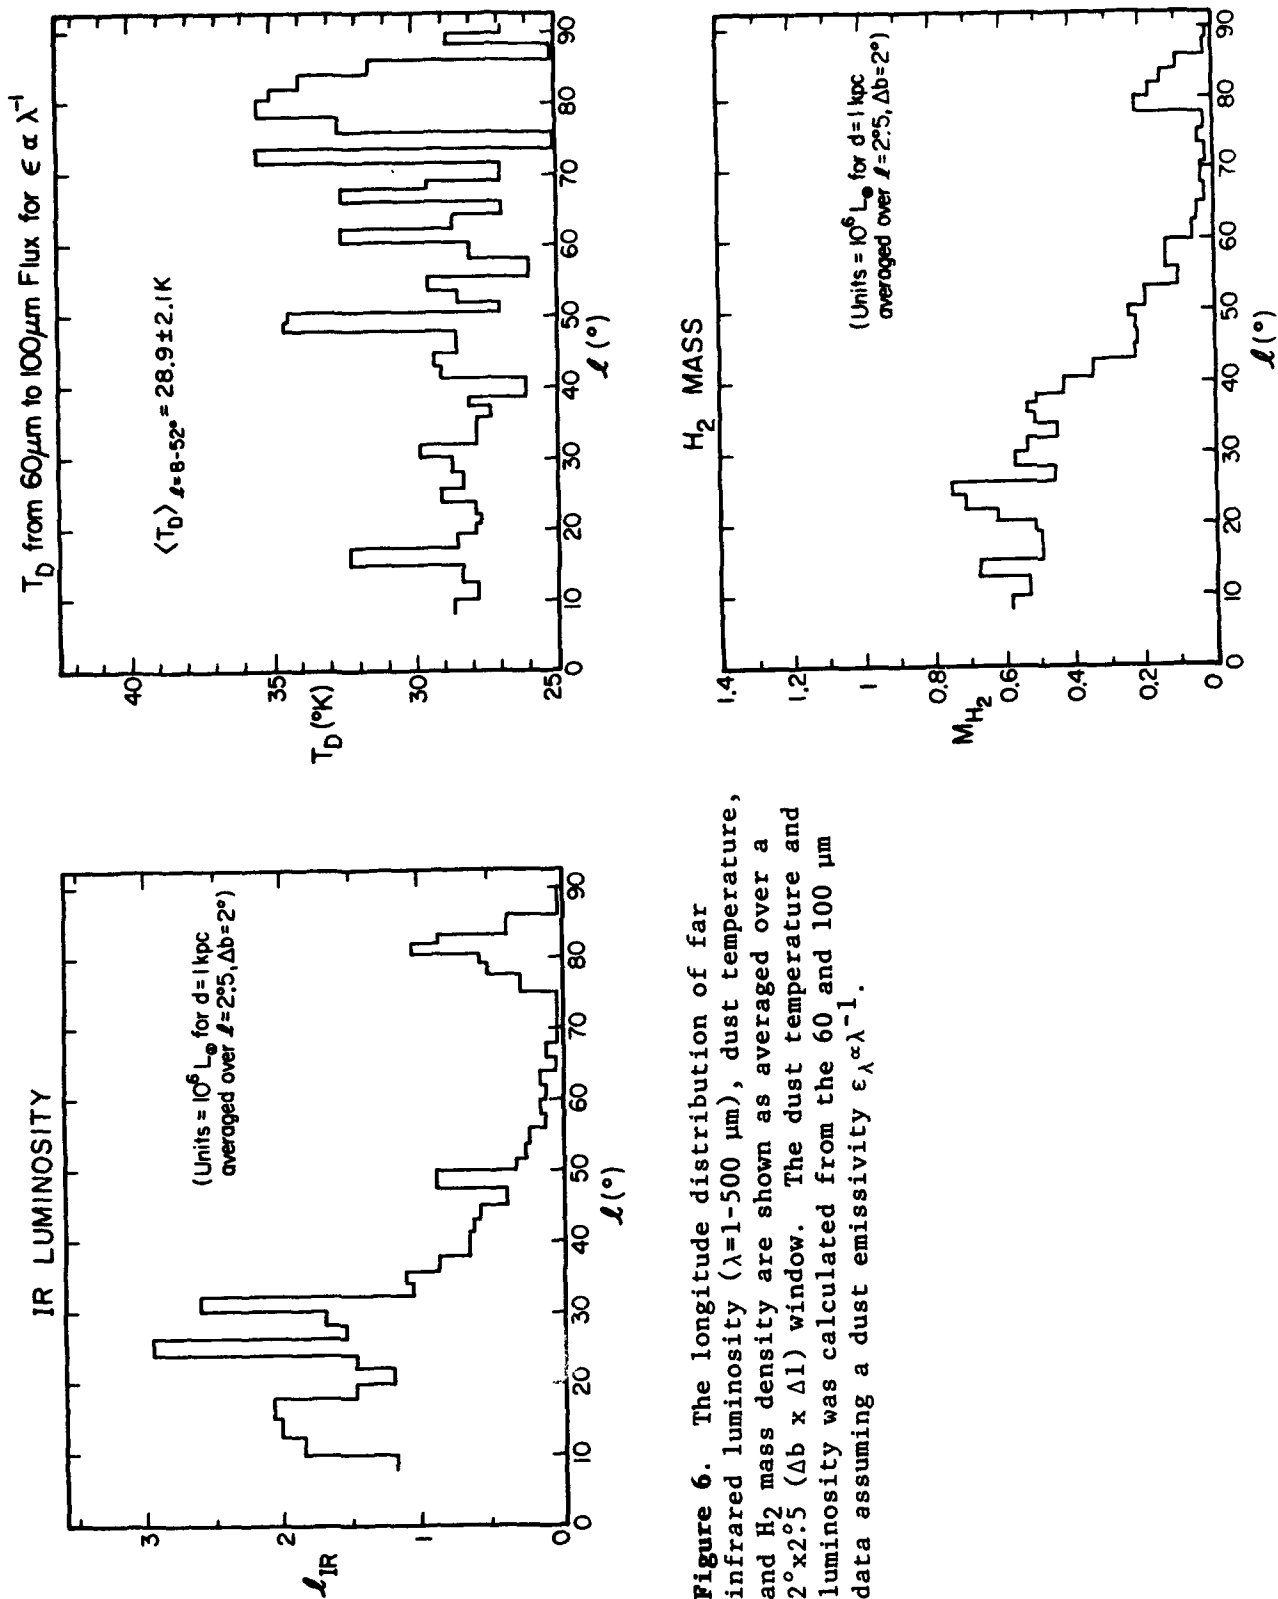 IR LUMINOSITY
(Units = 10⁶ L⊙ for d=1 kpc
averaged over ℓ=2°.5, Δb=2°)
3
2
1
0
ℓIR
0 10 20 30 40 50 60 70 80 90
ℓ (°)
TD from 60μm to 100μm Flux for ϵ α λ⁻¹
⟨TD⟩ ℓ=8-52° = 28.9±2.1K
40
35
30
25
TD (°K)
0 10 20 30 40 50 60 70 80 90
ℓ (°)
H2 MASS
(Units = 10⁶ L⊙ for d=1 kpc
averaged over ℓ=2°.5, Δb=2°)
1.4
1.2
1
0.8
0.6
0.4
0.2
0
MH2
0 10 20 30 40 50 60 70 80 90
ℓ (°)
Figure 6. The longitude distribution of far
infrared luminosity (λ=1-500 μm), dust temperature,
and H2 mass density are shown as averaged over a
2°x2°.5 (Δb x Δl) window. The dust temperature and
luminosity was calculated from the 60 and 100 μm
data assuming a dust emissivity ελ∝λ⁻¹.